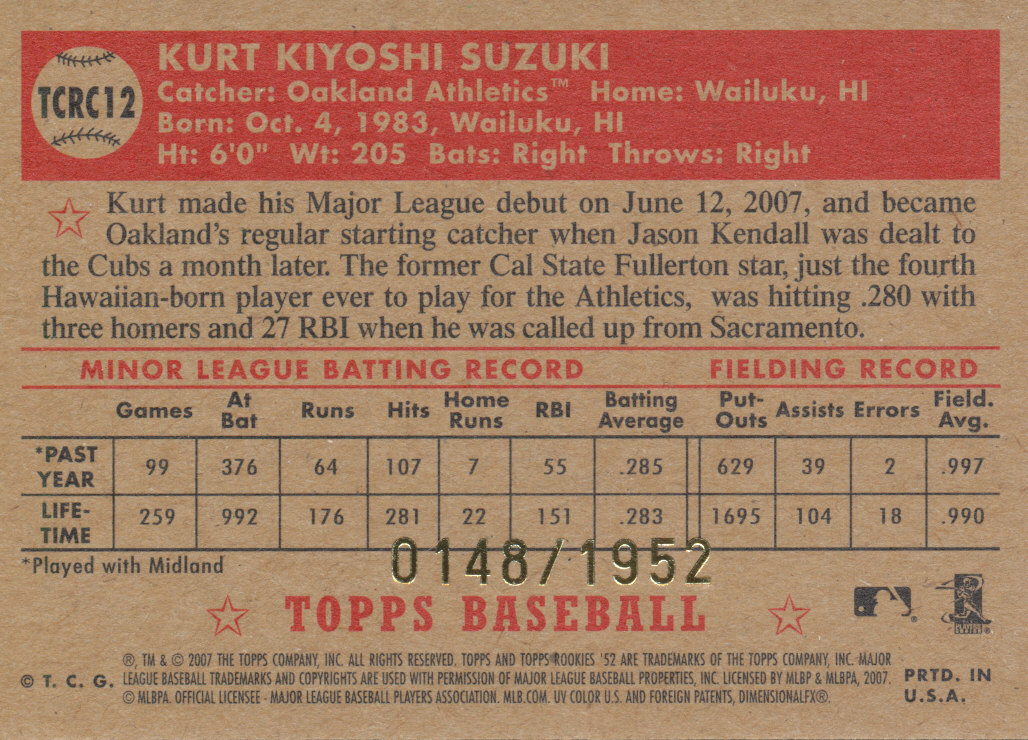 KURT KIYOSHI SUZUKI
TCRC12
Catcher: Oakland Athletics™ Home: Wailuku, HI
Born: Oct. 4, 1983, Wailuku, HI
Ht: 6'0" Wt: 205 Bats: Right Throws: Right
Kurt made his Major League debut on June 12, 2007, and became
Oakland's regular starting catcher when Jason Kendall was dealt to
the Cubs a month later. The former Cal State Fullerton star, just the fourth
Hawaiian-born player ever to play for the Athletics, was hitting .280 with
three homers and 27 RBI when he was called up from Sacramento.
MINOR LEAGUE BATTING RECORD FIELDING RECORD
Games At Bat Runs Hits Home Runs RBI Batting Average Put-Outs Assists Errors Field. Avg.
*PAST YEAR 99 376 64 107 7 55 .285 629 39 2 .997
LIFE-TIME 259 992 176 281 22 151 .283 1695 104 18 .990
*Played with Midland
0148/1952
TOPPS BASEBALL
®, TM & © 2007 THE TOPPS COMPANY, INC. ALL RIGHTS RESERVED. TOPPS AND TOPPS ROOKIES '52 ARE TRADEMARKS OF THE TOPPS COMPANY, INC. MAJOR
© T. C. G. LEAGUE BASEBALL TRADEMARKS AND COPYRIGHTS ARE USED WITH PERMISSION OF MAJOR LEAGUE BASEBALL PROPERTIES, INC. LICENSED BY MLBP & MLBPA, 2007. PRTD. IN
© MLBPA. OFFICIAL LICENSEE - MAJOR LEAGUE BASEBALL PLAYERS ASSOCIATION. MLB.COM. UV COLOR U.S. AND FOREIGN PATENTS, DIMENSIONALFX®. U.S.A.